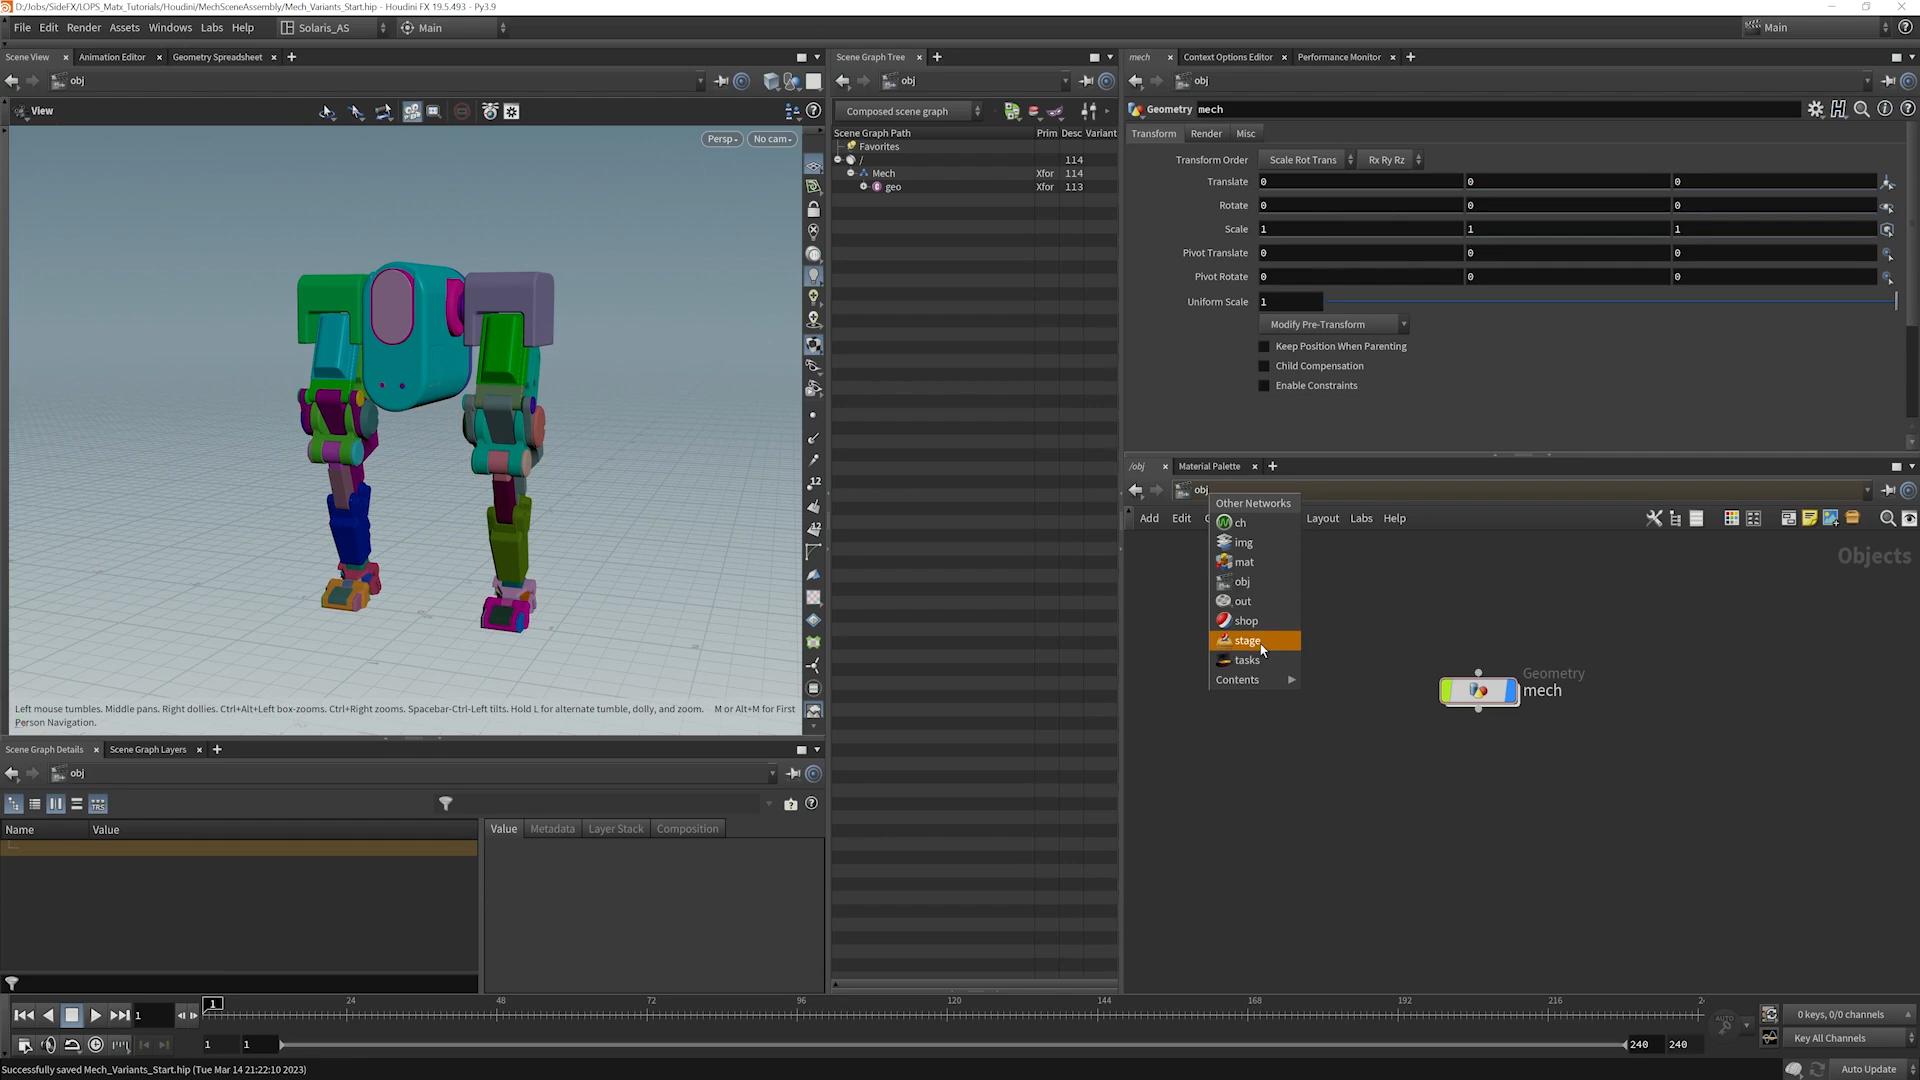 D:/Jobs/SideFX/LOPS_Matx_Tutorials/Houdini/MechSceneAssembly/Mech_Variants_Start.hip - Houdini FX 19.5.493 - Py3.9
File Edit Render Assets Windows Labs Help Solaris_AS Main Main
Scene View Animation Editor Geometry Spreadsheet
obj
View
Persp No cam
Left mouse tumbles. Middle pans. Right dollies. Ctrl+Alt+Left box-zooms. Ctrl+Right zooms. Spacebar-Ctrl-Left tilts. Hold L for alternate tumble, dolly, and zoom. M or Alt+M for First
Person Navigation.
Scene Graph Details Scene Graph Layers
obj
Name Value
Value Metadata Layer Stack Composition
Scene Graph Tree
obj
Composed scene graph
Scene Graph Path Prim Desc Variant
Favorites
/ 114
Mech Xfor 114
geo Xfor 113
mech Context Options Editor Performance Monitor
obj
Geometry mech
Transform Render Misc
Transform Order Scale Rot Trans Rx Ry Rz
Translate 0 0 0
Rotate 0 0 0
Scale 1 1 1
Pivot Translate 0 0 0
Pivot Rotate 0 0 0
Uniform Scale 1
Modify Pre-Transform
Keep Position When Parenting
Child Compensation
Enable Constraints
/obj Material Palette
obj
Add Edit G Layout Labs Help
Other Networks
ch
img
mat
obj
out
shop
stage
tasks
Contents
Objects
Geometry
mech
1 24 48 72 96 120 144 168 192 216 2
1
1 1 240 240
AUTO
0 keys, 0/0 channels
Key All Channels
Successfully saved Mech_Variants_Start.hip (Tue Mar 14 21:22:10 2023)
Auto Update